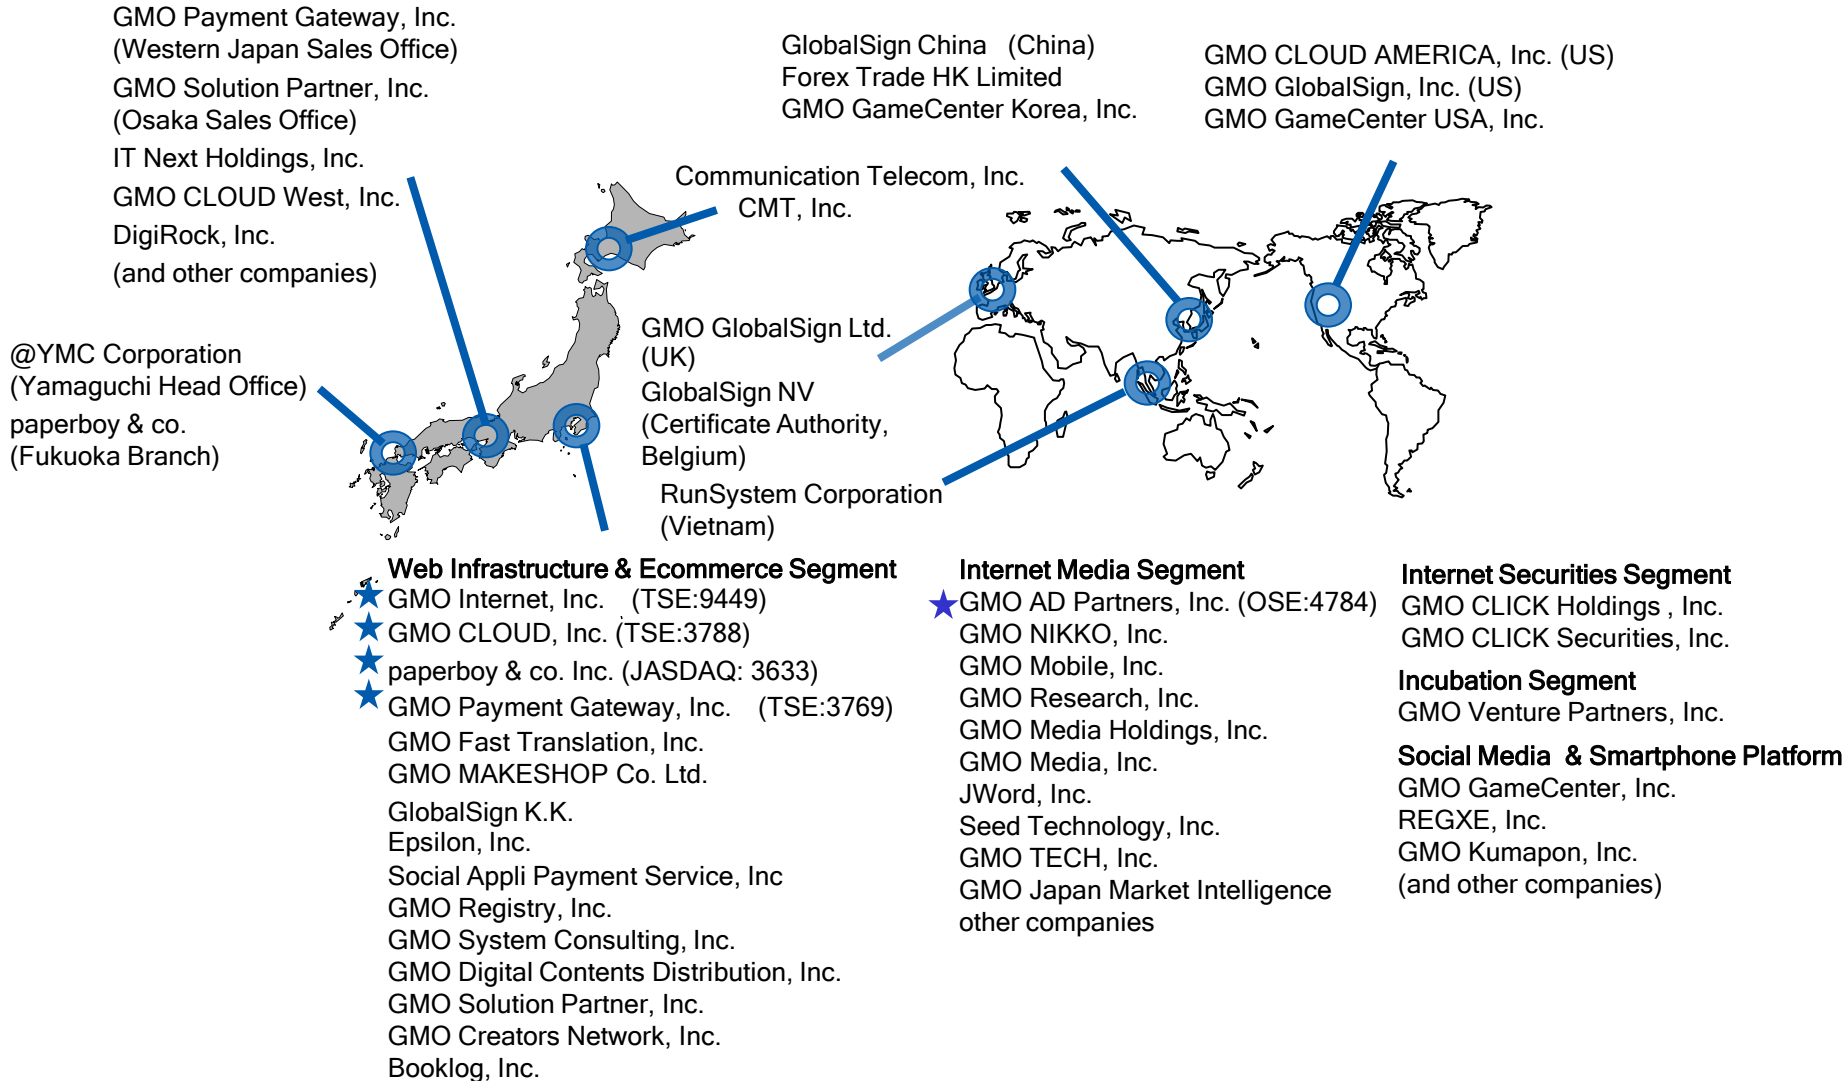 GMO Payment Gateway, Inc.
(Western Japan Sales Office)
GMO Solution Partner, Inc.
(Osaka Sales Office)
IT Next Holdings, Inc.
GMO CLOUD West, Inc.
DigiRock, Inc.
(and other companies)
GlobalSign China (China)
Forex Trade HK Limited
GMO GameCenter Korea, Inc.
GMO CLOUD AMERICA, Inc. (US)
GMO GlobalSign, Inc. (US)
GMO GameCenter USA, Inc.
Communication Telecom, Inc.
CMT, Inc.
@YMC Corporation
(Yamaguchi Head Office)
paperboy & co.
(Fukuoka Branch)
GMO GlobalSign Ltd.
(UK)
GlobalSign NV
(Certificate Authority,
Belgium)
RunSystem Corporation
(Vietnam)
Web Infrastructure & Ecommerce Segment
GMO Internet, Inc. (TSE:9449)
GMO CLOUD, Inc. (TSE:3788)
paperboy & co. Inc. (JASDAQ: 3633)
GMO Payment Gateway, Inc. (TSE:3769)
GMO Fast Translation, Inc.
GMO MAKESHOP Co. Ltd.
GlobalSign K.K.
Epsilon, Inc.
Social Appli Payment Service, Inc
GMO Registry, Inc.
GMO System Consulting, Inc.
GMO Digital Contents Distribution, Inc.
GMO Solution Partner, Inc.
GMO Creators Network, Inc.
Booklog, Inc.
Internet Media Segment
GMO AD Partners, Inc. (OSE:4784)
GMO NIKKO, Inc.
GMO Mobile, Inc.
GMO Research, Inc.
GMO Media Holdings, Inc.
GMO Media, Inc.
JWord, Inc.
Seed Technology, Inc.
GMO TECH, Inc.
GMO Japan Market Intelligence
other companies
Internet Securities Segment
GMO CLICK Holdings , Inc.
GMO CLICK Securities, Inc.
Incubation Segment
GMO Venture Partners, Inc.
Social Media & Smartphone Platform
GMO GameCenter, Inc.
REGXE, Inc.
GMO Kumapon, Inc.
(and other companies)